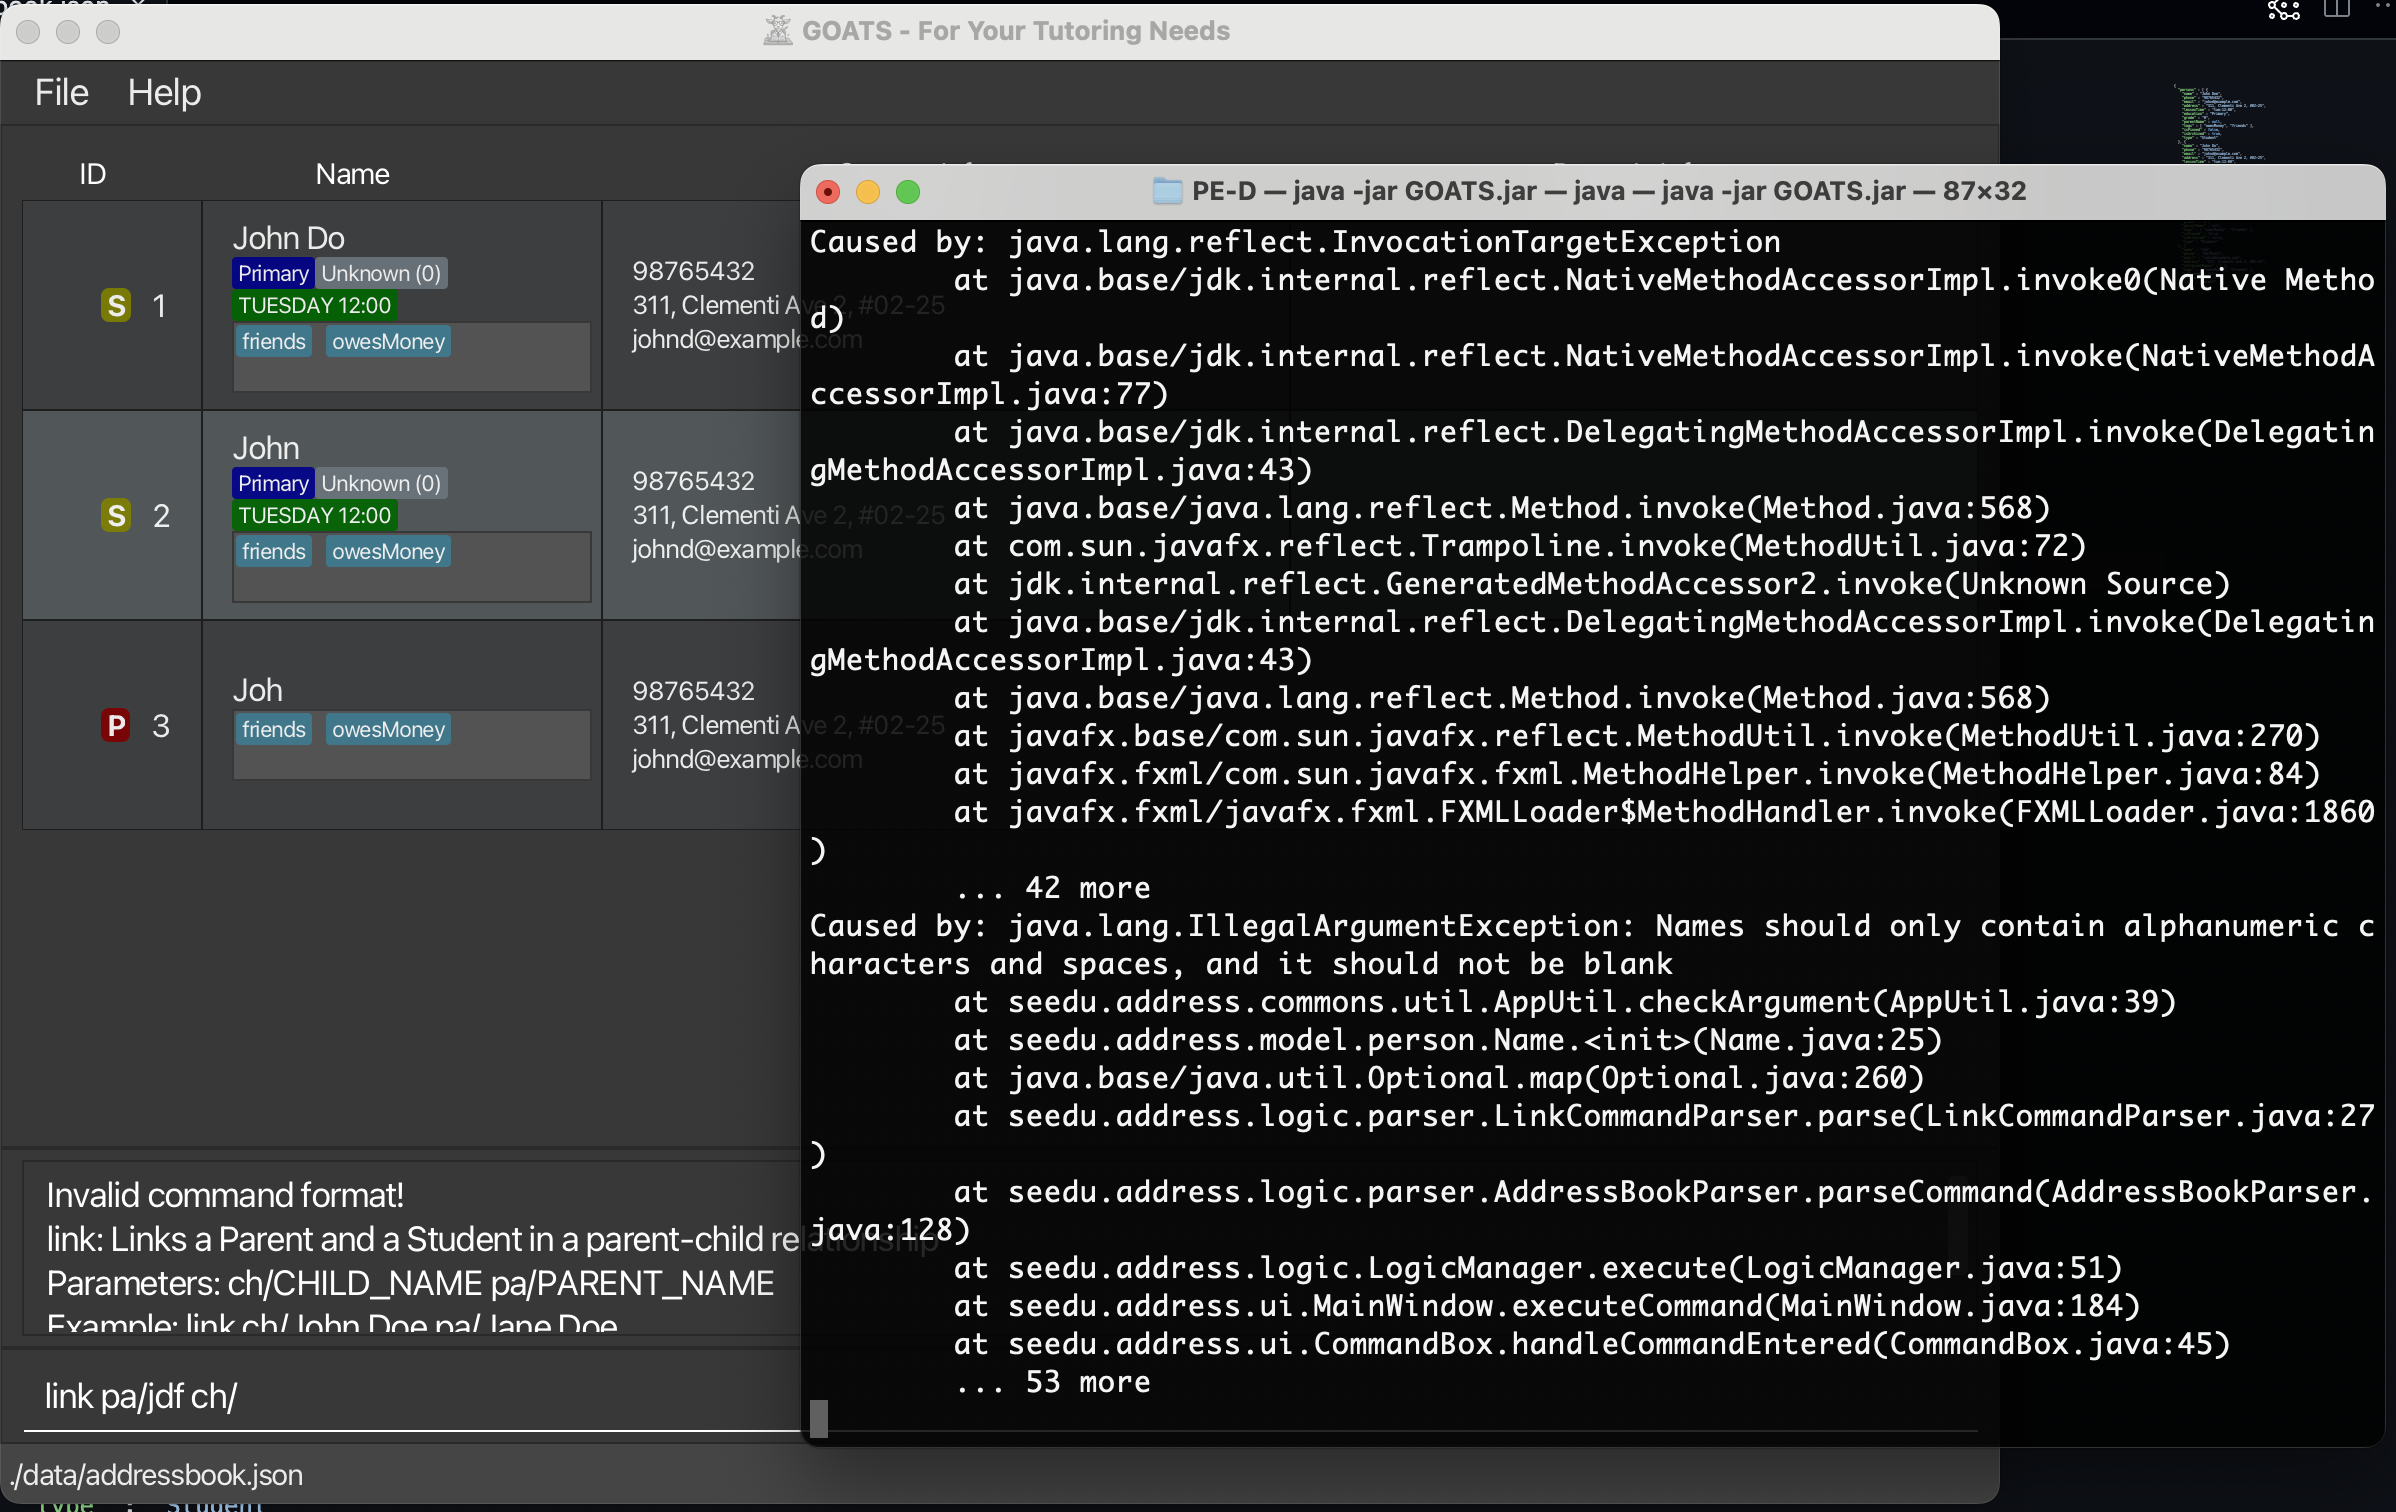 GOATS - For Your Tutoring Needs
File Help
ID Name
John Do
Primary Unknown (0)
TUESDAY 12:00
friends owesMoney
S 1
98765432
311, Clementi Ave 2, #02-25
johnd@example.com
John
Primary Unknown (0)
TUESDAY 12:00
friends owesMoney
S 2
98765432
311, Clementi Ave 2, #02-25
johnd@example.com
Joh
friends owesMoney
P 3
98765432
311, Clementi Ave 2, #02-25
johnd@example.com
Invalid command format!
link: Links a Parent and a Student in a parent-child relationship
Parameters: ch/CHILD_NAME pa/PARENT_NAME
Example: link ch/John Doe pa/Jane Doe
link pa/jdf ch/
./data/addressbook.json
PE-D — java -jar GOATS.jar — java — java -jar GOATS.jar — 87×32
Caused by: java.lang.reflect.InvocationTargetException
at java.base/jdk.internal.reflect.NativeMethodAccessorImpl.invoke0(Native Metho
d)
at java.base/jdk.internal.reflect.NativeMethodAccessorImpl.invoke(NativeMethodA
ccessorImpl.java:77)
at java.base/jdk.internal.reflect.DelegatingMethodAccessorImpl.invoke(Delegatin
gMethodAccessorImpl.java:43)
at java.base/java.lang.reflect.Method.invoke(Method.java:568)
at com.sun.javafx.reflect.Trampoline.invoke(MethodUtil.java:72)
at jdk.internal.reflect.GeneratedMethodAccessor2.invoke(Unknown Source)
at java.base/jdk.internal.reflect.DelegatingMethodAccessorImpl.invoke(Delegatin
gMethodAccessorImpl.java:43)
at java.base/java.lang.reflect.Method.invoke(Method.java:568)
at javafx.base/com.sun.javafx.reflect.MethodUtil.invoke(MethodUtil.java:270)
at javafx.fxml/com.sun.javafx.fxml.MethodHelper.invoke(MethodHelper.java:84)
at javafx.fxml/javafx.fxml.FXMLLoader$MethodHandler.invoke(FXMLLoader.java:1860
)
... 42 more
Caused by: java.lang.IllegalArgumentException: Names should only contain alphanumeric c
haracters and spaces, and it should not be blank
at seedu.address.commons.util.AppUtil.checkArgument(AppUtil.java:39)
at seedu.address.model.person.Name.<init>(Name.java:25)
at java.base/java.util.Optional.map(Optional.java:260)
at seedu.address.logic.parser.LinkCommandParser.parse(LinkCommandParser.java:27
)
at seedu.address.logic.parser.AddressBookParser.parseCommand(AddressBookParser.
java:128)
at seedu.address.logic.LogicManager.execute(LogicManager.java:51)
at seedu.address.ui.MainWindow.executeCommand(MainWindow.java:184)
at seedu.address.ui.CommandBox.handleCommandEntered(CommandBox.java:45)
... 53 more